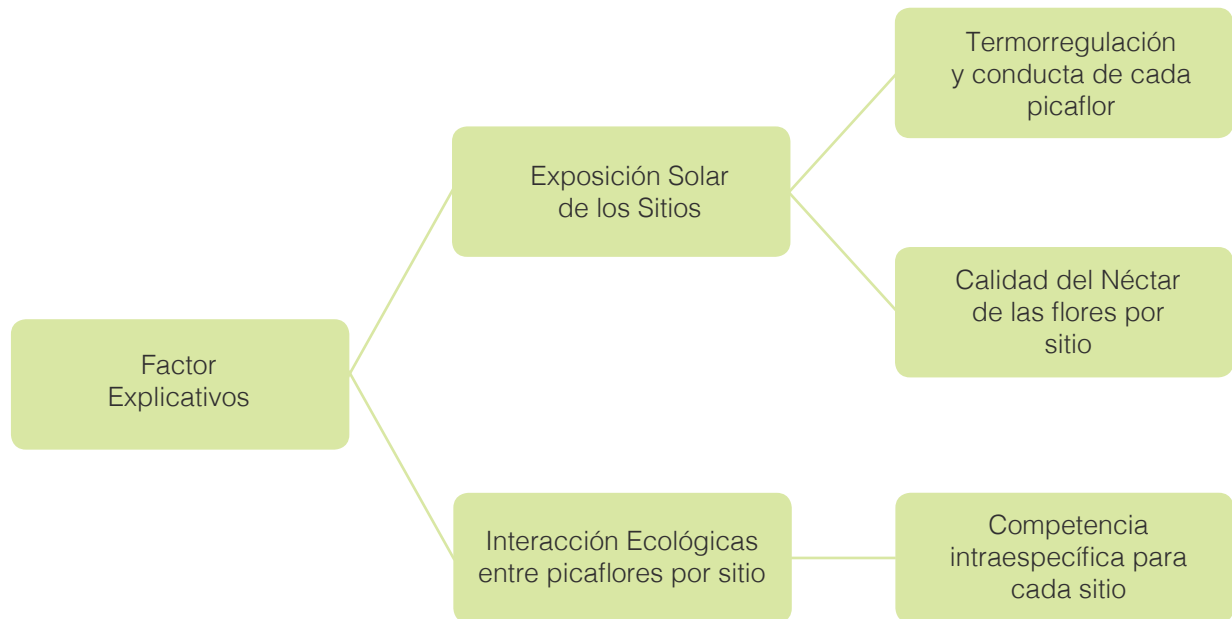 Factor
Explicativos
Exposición Solar
de los Sitios
Termorregulación
y conducta de cada
picaflor
Calidad del Néctar
de las flores por
sitio
Interacción Ecológicas
entre picaflores por sitio
Competencia
intraespecífica para
cada sitio